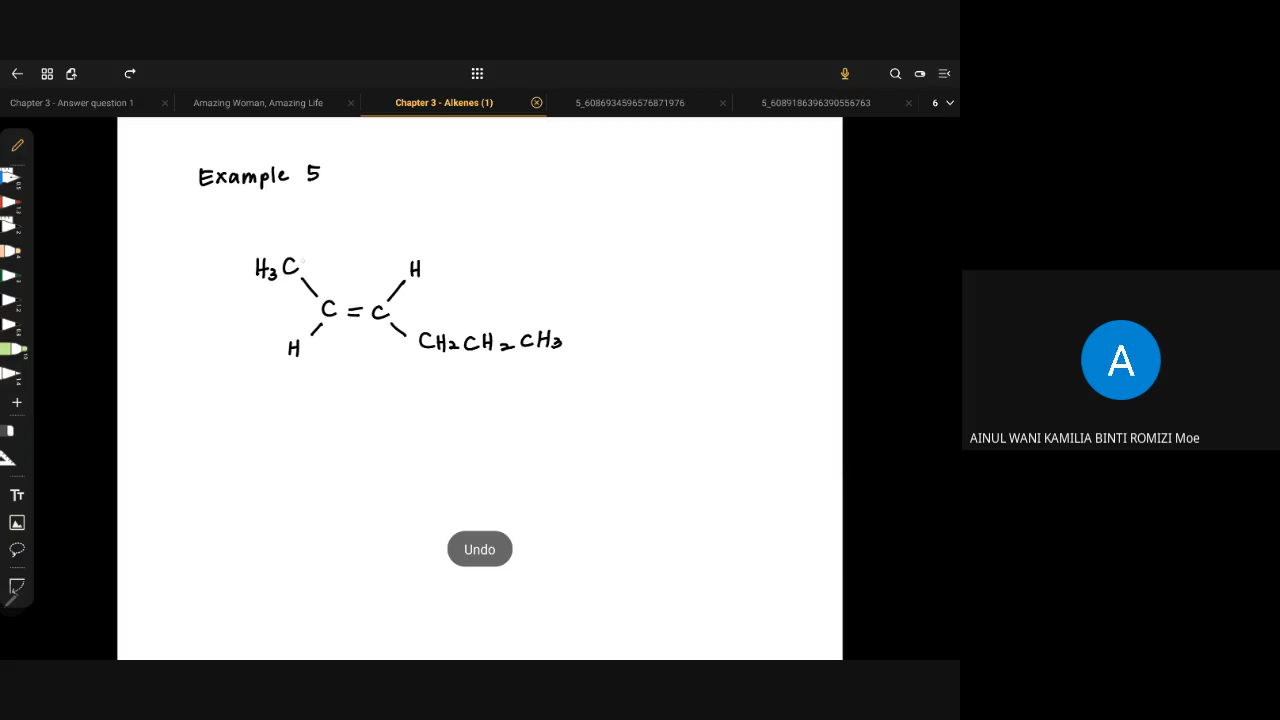 Chapter 3 - Answer question 1
Amazing Woman, Amazing Life
Chapter 3 - Alkenes (1)
5_6086934596576871976
5_6089186396390556763
6
Example 5
H₃C H
C = C
H CH₂CH₂CH₃
Tt
Undo
A
AINUL WANI KAMILIA BINTI ROMIZI Moe